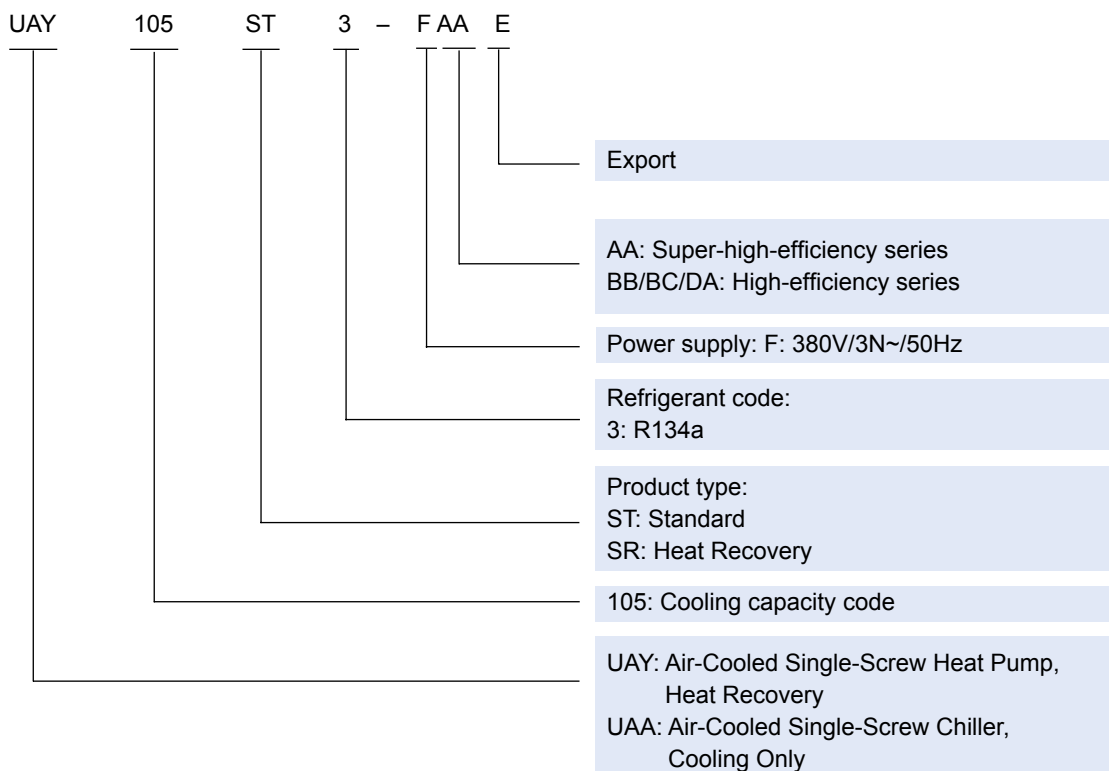 UAY 105 ST 3 – F AA E
Export
AA: Super-high-efficiency series
BB/BC/DA: High-efficiency series
Power supply: F: 380V/3N~/50Hz
Refrigerant code:
3: R134a
Product type:
ST: Standard
SR: Heat Recovery
105: Cooling capacity code
UAY: Air-Cooled Single-Screw Heat Pump,
Heat Recovery
UAA: Air-Cooled Single-Screw Chiller,
Cooling Only